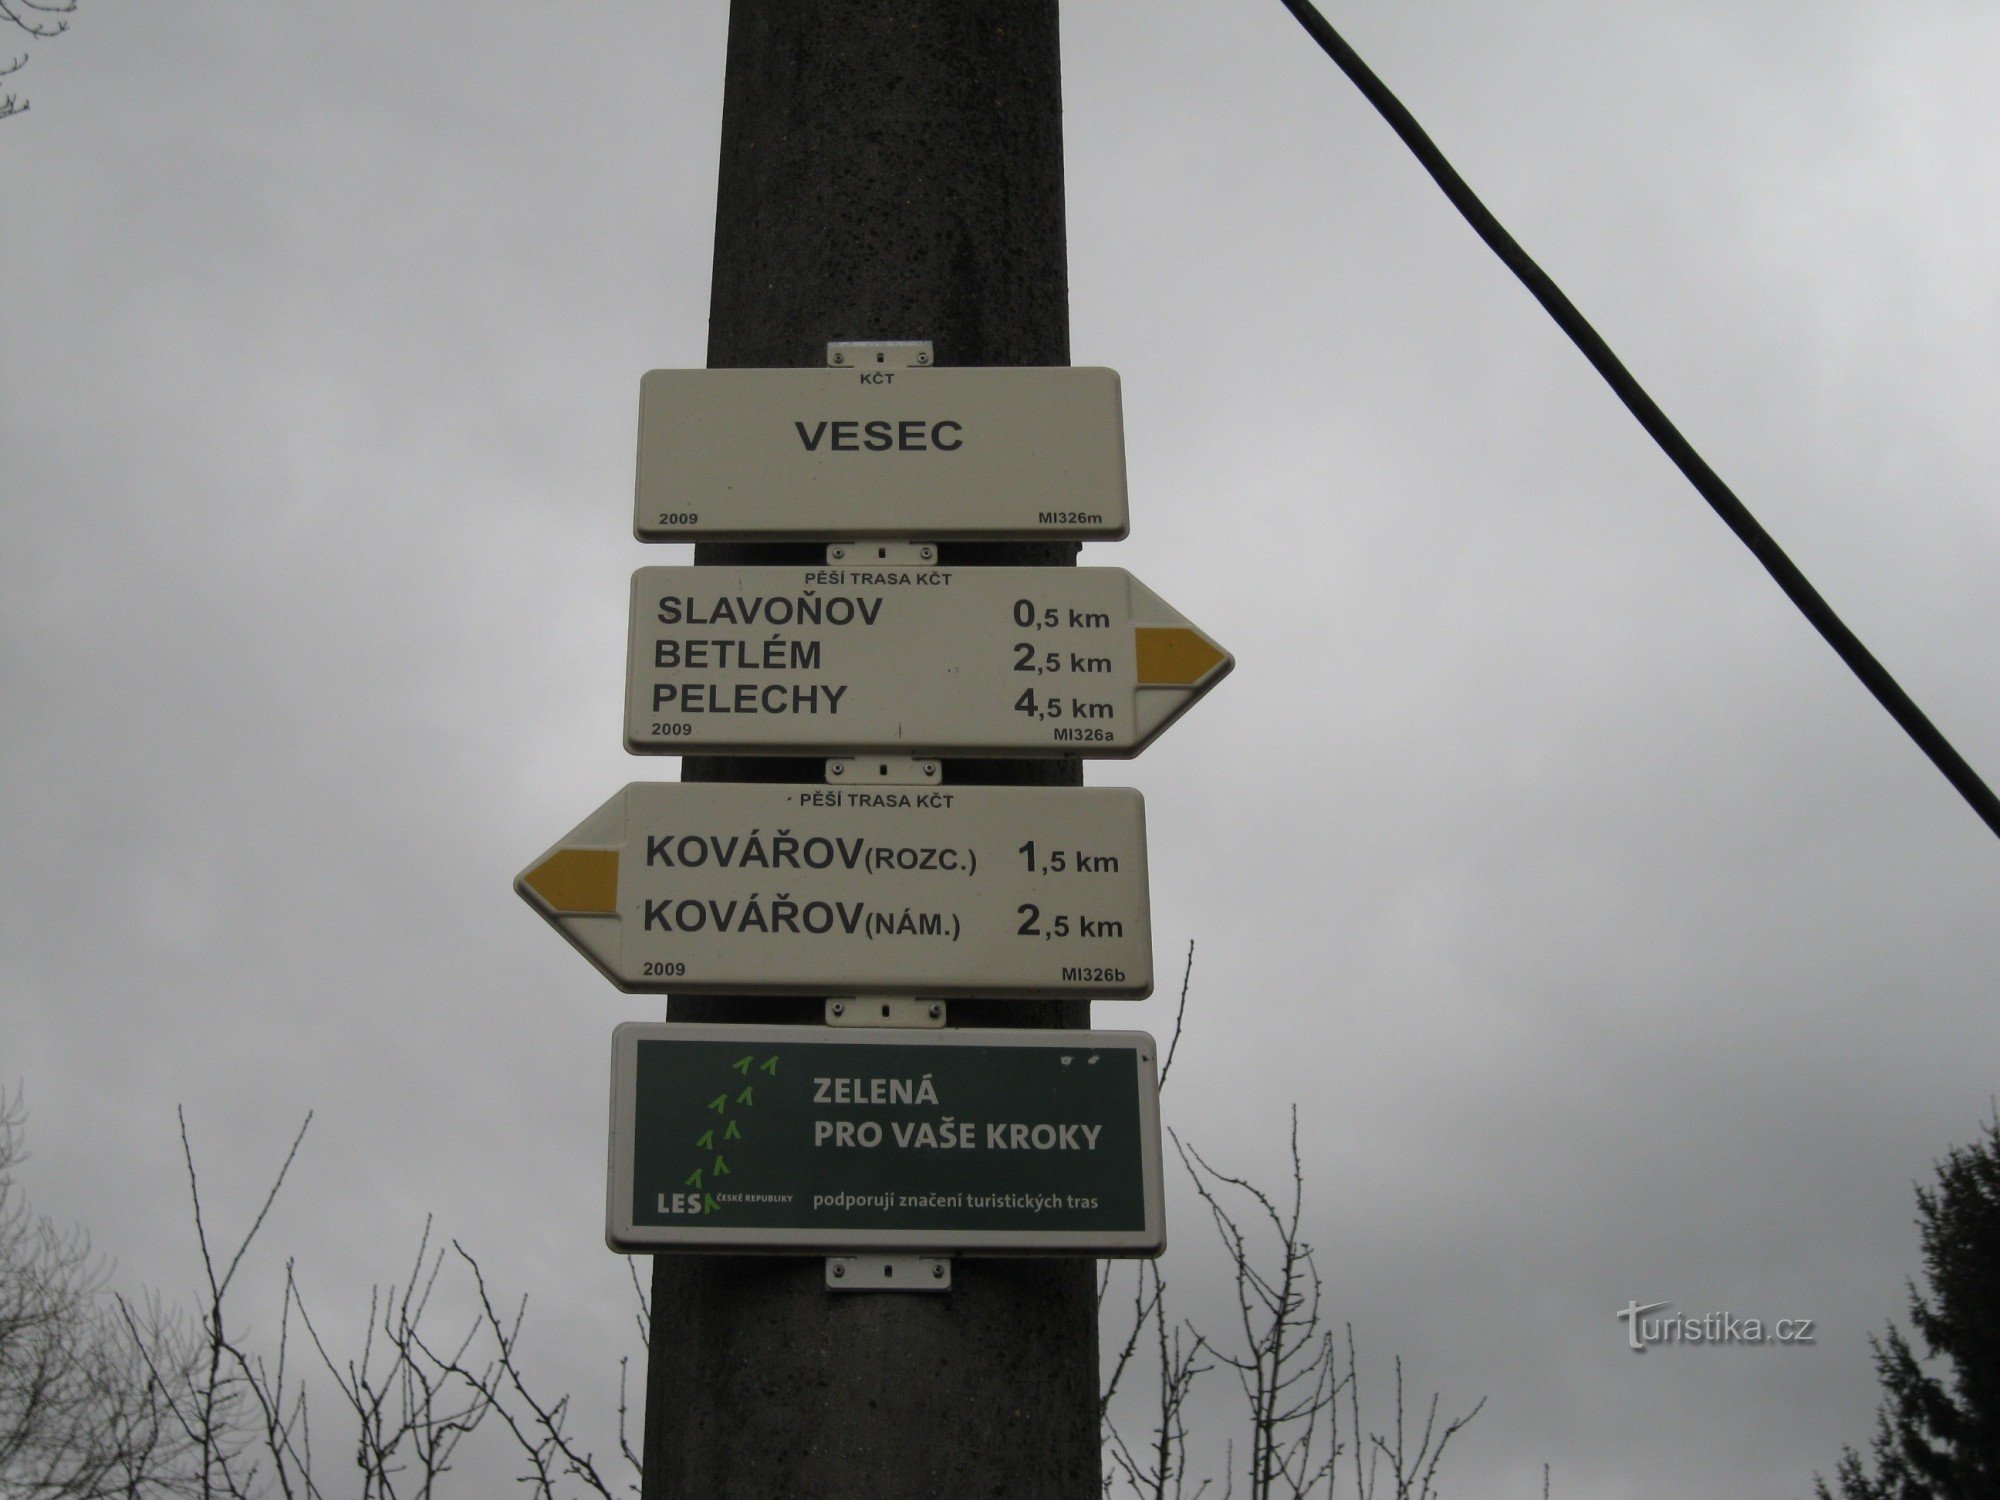 KČT
VESEC
2009 MI326m
PĚŠÍ TRASA KČT
SLAVOŇOV 0,5 km
BETLÉM 2,5 km
PELECHY 4,5 km
2009 MI326a
PĚŠÍ TRASA KČT
KOVÁŘOV(ROZC.) 1,5 km
KOVÁŘOV(NÁM.) 2,5 km
2009 MI326b
ZELENÁ
PRO VAŠE KROKY
LESY ČESKÉ REPUBLIKY podporují značení turistických tras
Turistika.cz